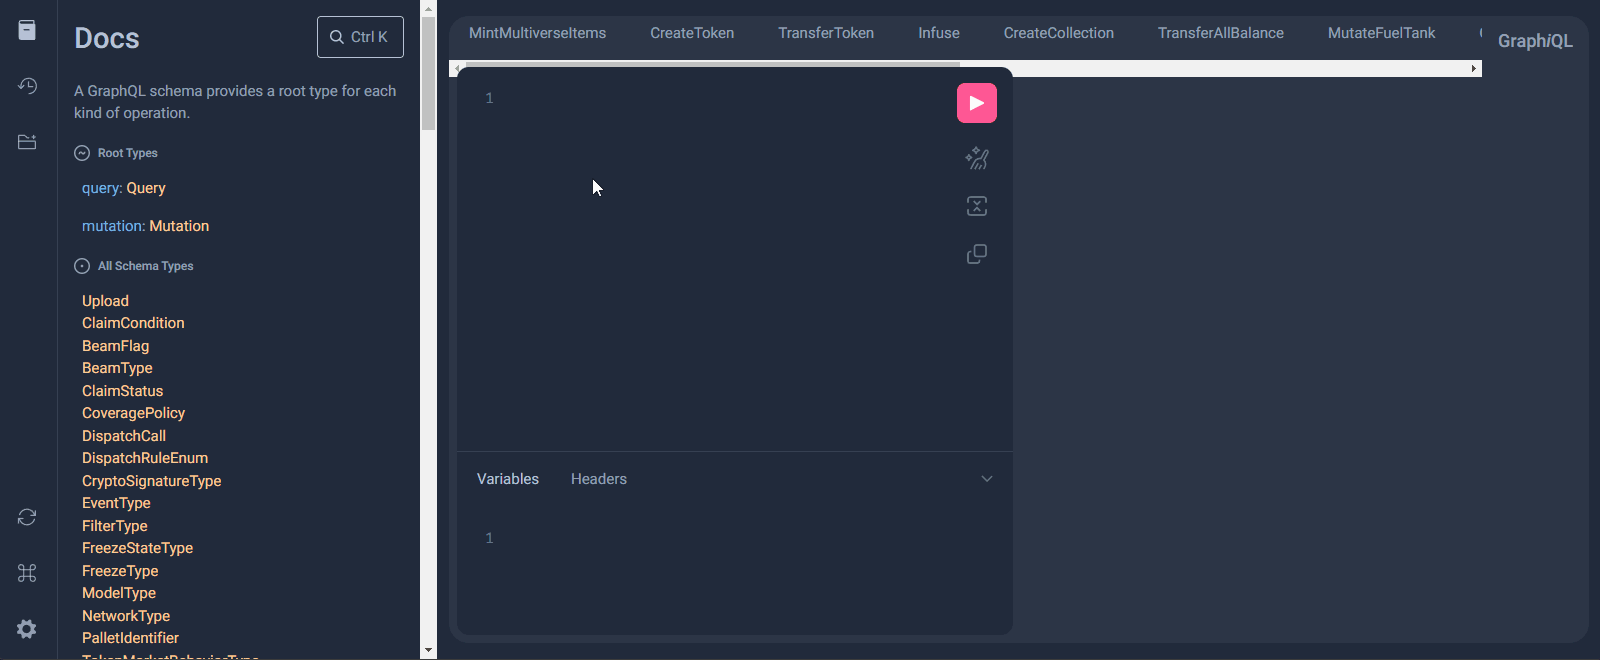 Docs
Ctrl K
A GraphQL schema provides a root type for each
kind of operation.
Root Types
query: Query
mutation: Mutation
All Schema Types
Upload
ClaimCondition
BeamFlag
BeamType
ClaimStatus
CoveragePolicy
DispatchCall
DispatchRuleEnum
CryptoSignatureType
EventType
FilterType
FreezeStateType
FreezeType
ModelType
NetworkType
PalletIdentifier
TokenMarketBehaviorType
MintMultiverseItems CreateToken TransferToken Infuse CreateCollection TransferAllBalance MutateFuelTank
GraphiQL
1
Variables Headers
1